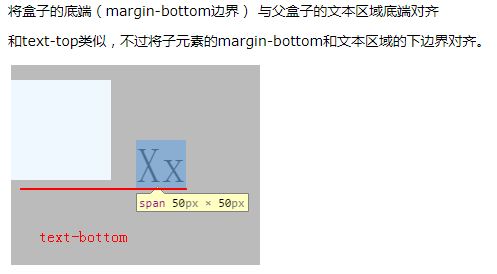 将盒子的底端（margin-bottom边界） 与父盒子的文本区域底端对齐
和text-top类似，不过将子元素的margin-bottom和文本区域的下边界对齐。
Xx
span 50px × 50px
text-bottom